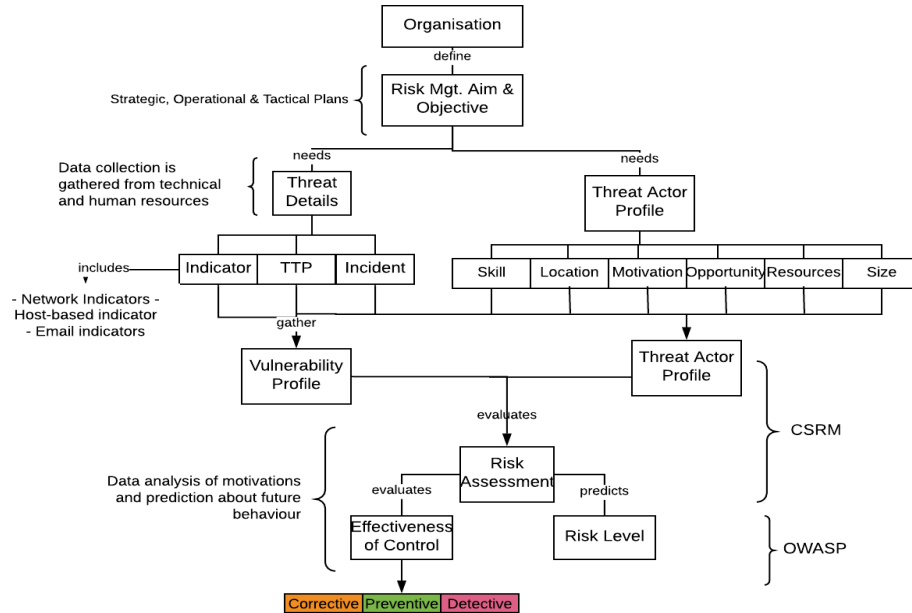 Organisation
define
Strategic, Operational & Tactical Plans
Risk Mgt. Aim &
Objective
needs
needs
Data collection is
gathered from technical
and human resources
Threat
Details
Threat Actor
Profile
includes
Indicator
TTP
Incident
Skill
Location
Motivation
Opportunity
Resources
Size
- Network Indicators -
Host-based indicator
- Email indicators
gather
Vulnerability
Profile
Threat Actor
Profile
evaluates
CSRM
Risk
Assessment
Data analysis of motivations
and prediction about future
behaviour
evaluates
predicts
Effectiveness
of Control
Risk Level
OWASP
Corrective
Preventive
Detective